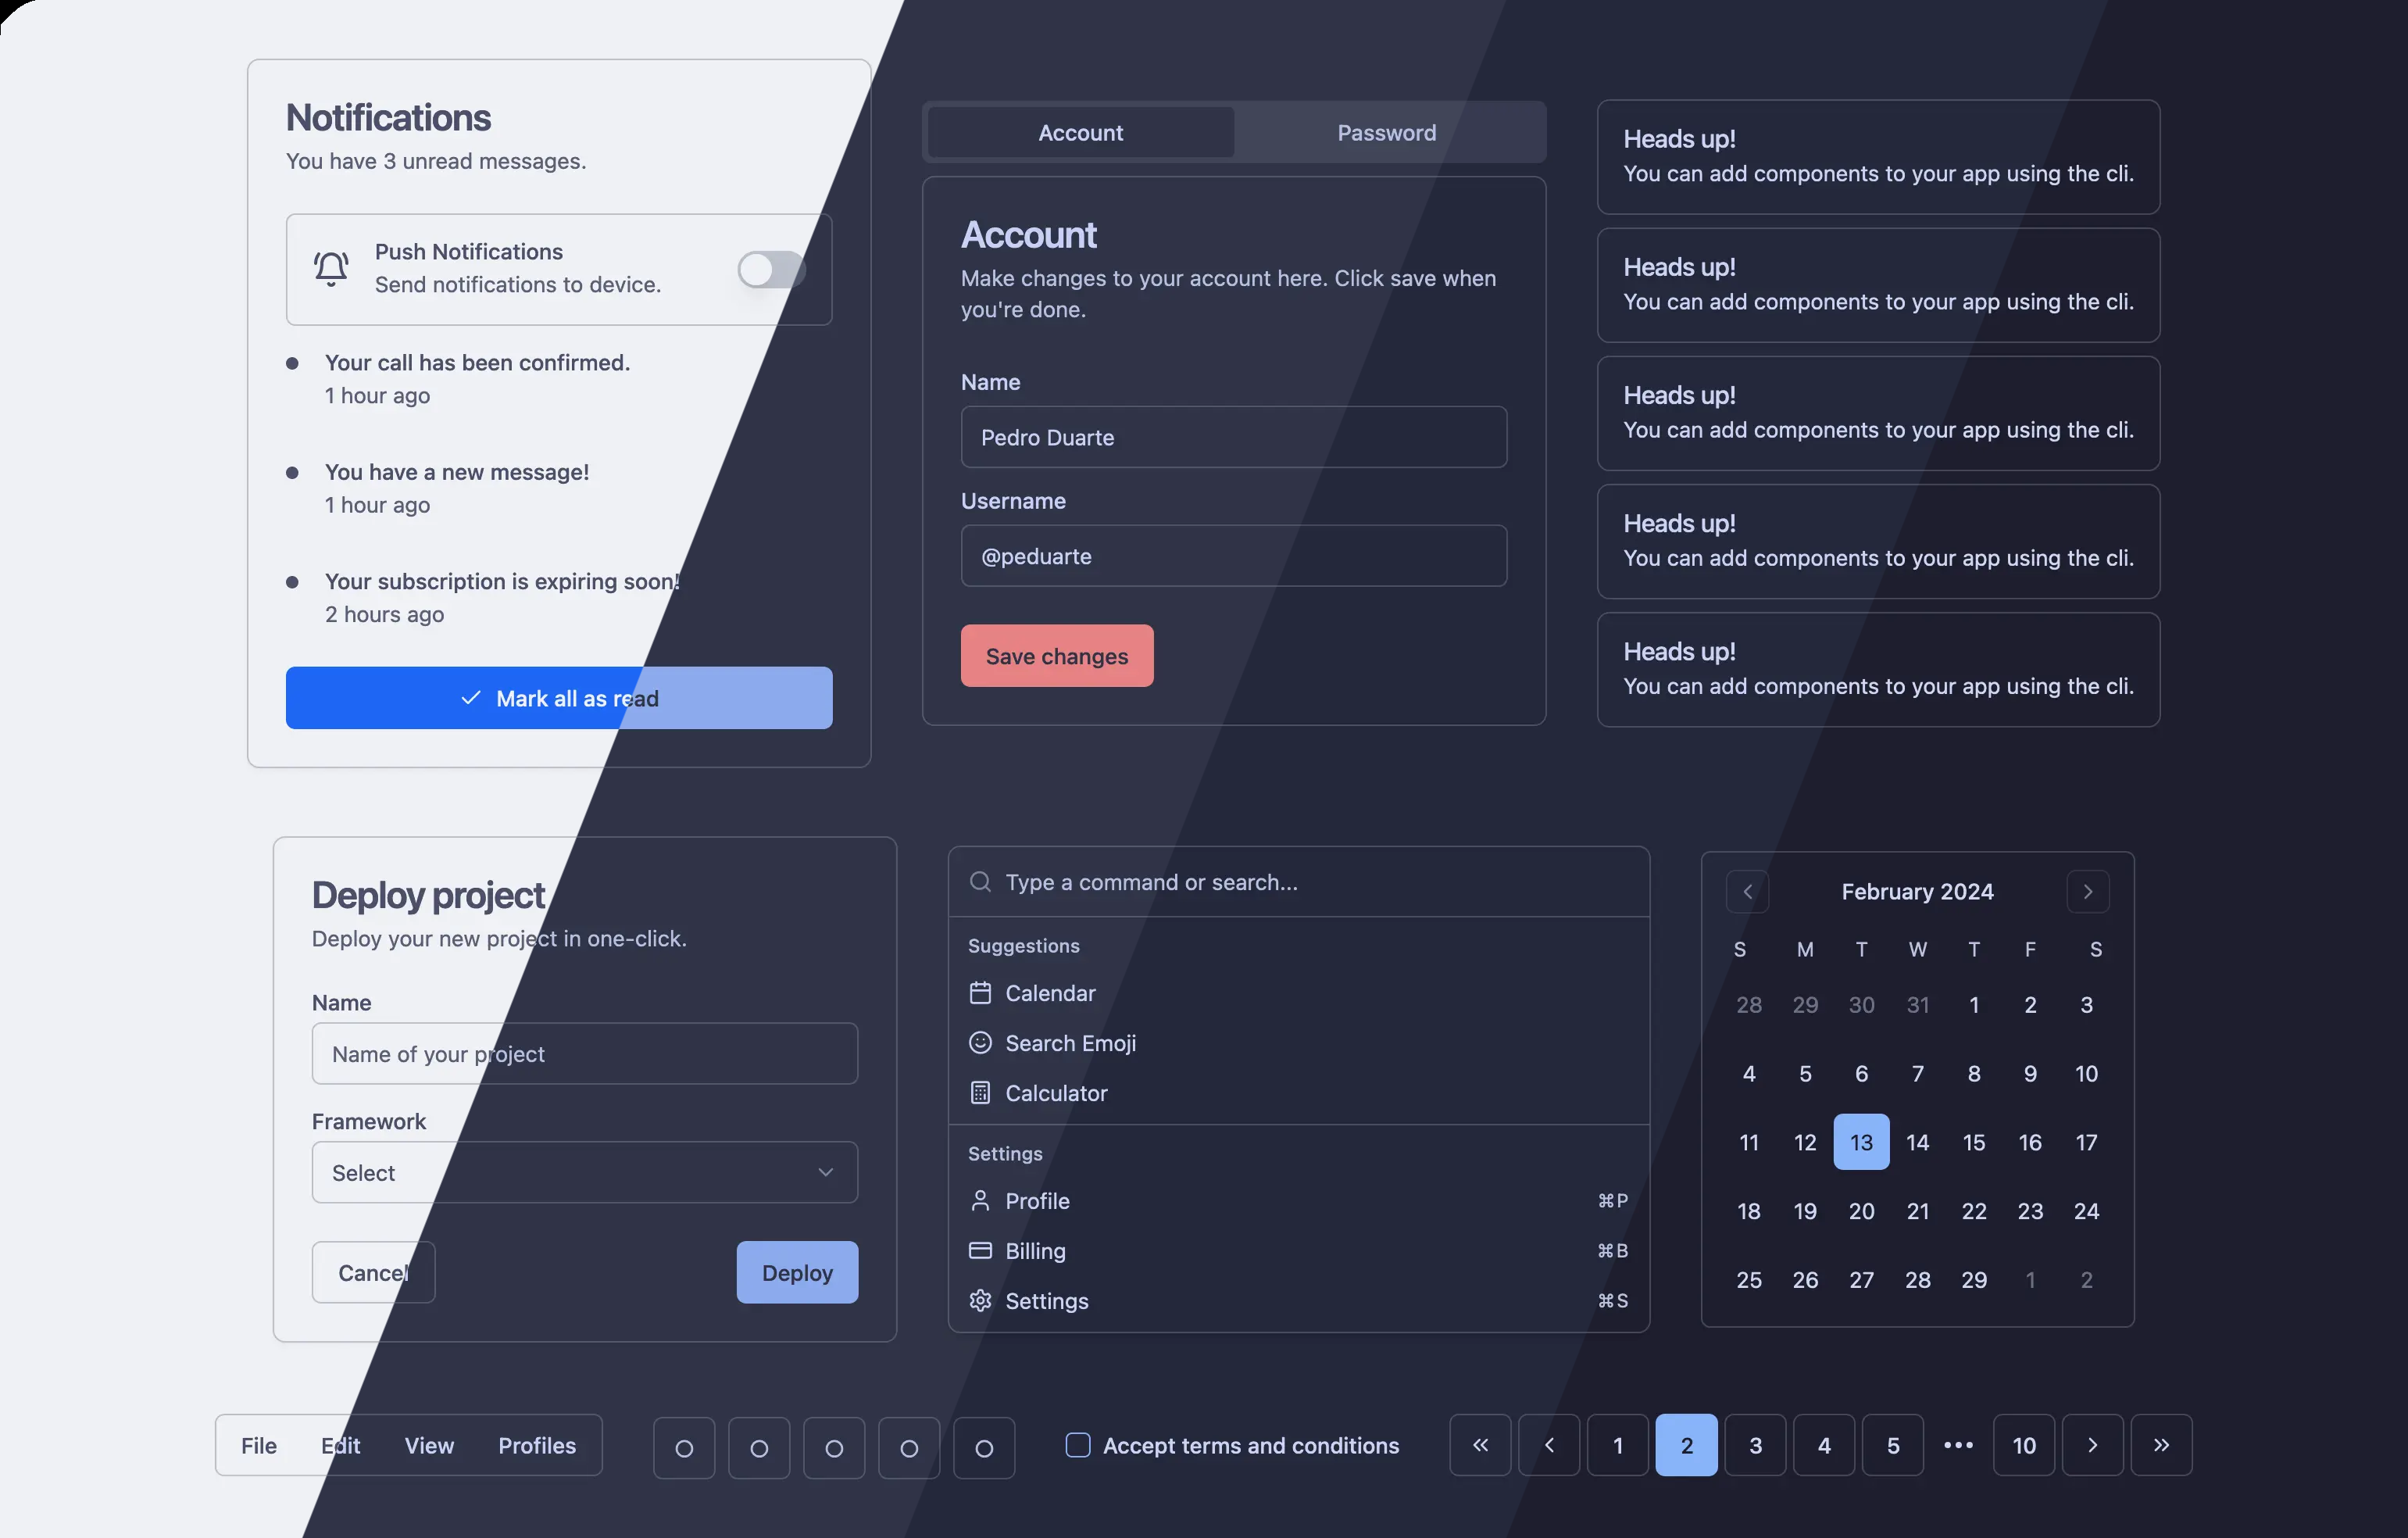 Notifications
You have 3 unread messages.
Push Notifications
Send notifications to device.
Your call has been confirmed.
1 hour ago
You have a new message!
1 hour ago
Your subscription is expiring soon!
2 hours ago
Mark all as read
Account Password
Account
Make changes to your account here. Click save when
you're done.
Name
Pedro Duarte
Username
@peduarte
Save changes
Heads up!
You can add components to your app using the cli.
Heads up!
You can add components to your app using the cli.
Heads up!
You can add components to your app using the cli.
Heads up!
You can add components to your app using the cli.
Heads up!
You can add components to your app using the cli.
Deploy project
Deploy your new project in one-click.
Name
Name of your project
Framework
Select
Cancel Deploy
Type a command or search...
Suggestions
Calendar
Search Emoji
Calculator
Settings
Profile ⌘P
Billing ⌘B
Settings ⌘S
February 2024
S M T W T F S
28 29 30 31 1 2 3
4 5 6 7 8 9 10
11 12 13 14 15 16 17
18 19 20 21 22 23 24
25 26 27 28 29 1 2
File Edit View Profiles
Accept terms and conditions
« ‹ 1 2 3 4 5 ••• 10 › »